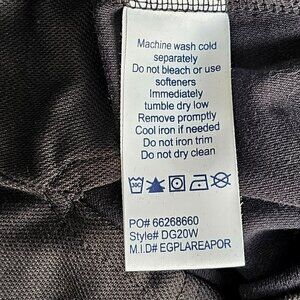 Machine wash cold
separately
Do not bleach or use
softeners
Immediately
tumble dry low
Remove promptly
Cool iron if needed
Do not iron trim
Do not dry clean
30C
PO# 66268660
Style# DG20W
M.I.D# EGPLAREAPOR